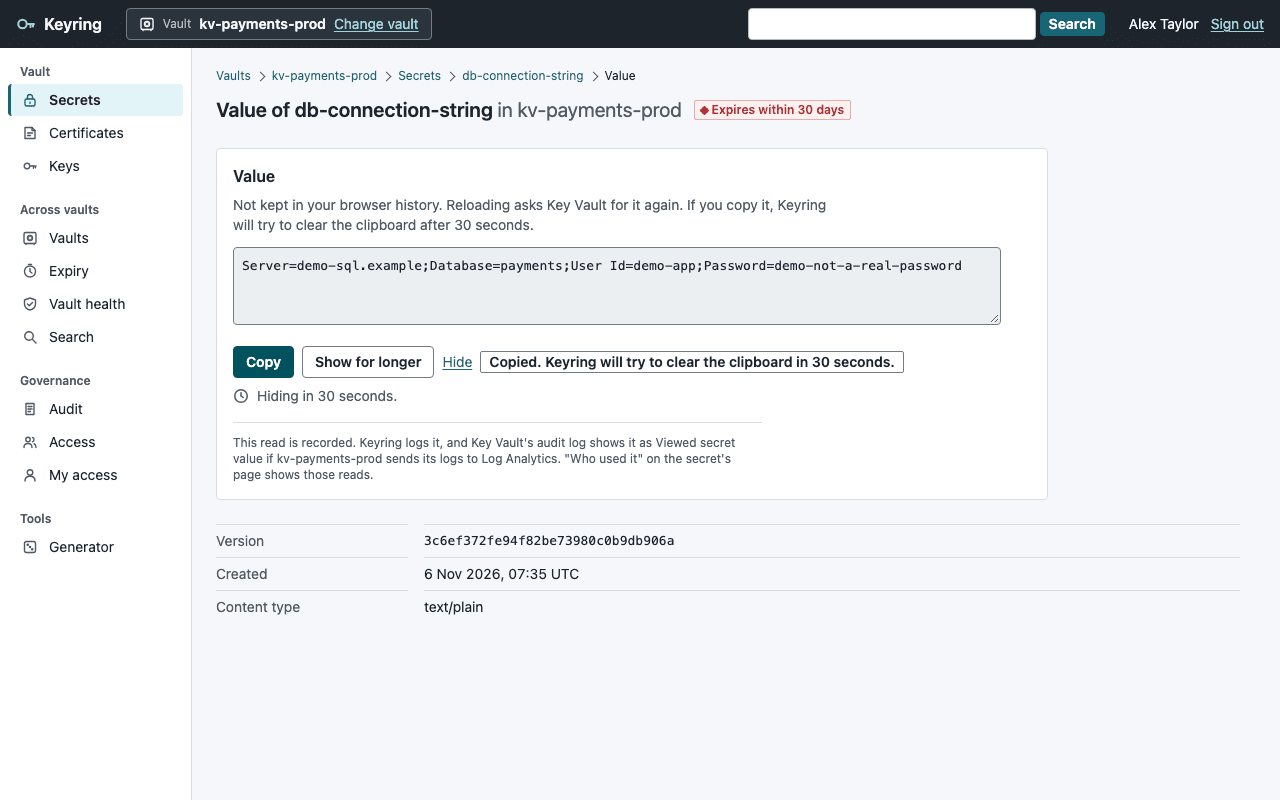 Keyring
Vault kv-payments-prod Change vault
Search
Alex Taylor Sign out
Vault
Secrets
Certificates
Keys
Across vaults
Vaults
Expiry
Vault health
Search
Governance
Audit
Access
My access
Tools
Generator
Vaults kv-payments-prod Secrets db-connection-string Value
Value of db-connection-string in kv-payments-prod Expires within 30 days
Value
Not kept in your browser history. Reloading asks Key Vault for it again. If you copy it, Keyring
will try to clear the clipboard after 30 seconds.
Server=demo-sql.example;Database=payments;User Id=demo-app;Password=demo-not-a-real-password
Copy Show for longer Hide Copied. Keyring will try to clear the clipboard in 30 seconds.
Hiding in 30 seconds.
This read is recorded. Keyring logs it, and Key Vault's audit log shows it as Viewed secret
value if kv-payments-prod sends its logs to Log Analytics. "Who used it" on the secret's
page shows those reads.
Version 3c6ef372fe94f82be73980c0b9db906a
Created 6 Nov 2026, 07:35 UTC
Content type text/plain